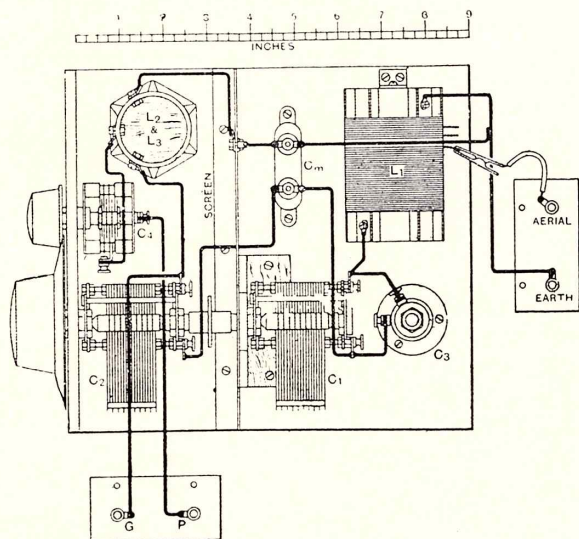 1 2 3 4 5 6 7 8 9
INCHES
L2
&
L3
SCREEN
Cm
L1
C4
AERIAL
EARTH
C3
C2
C1
G P